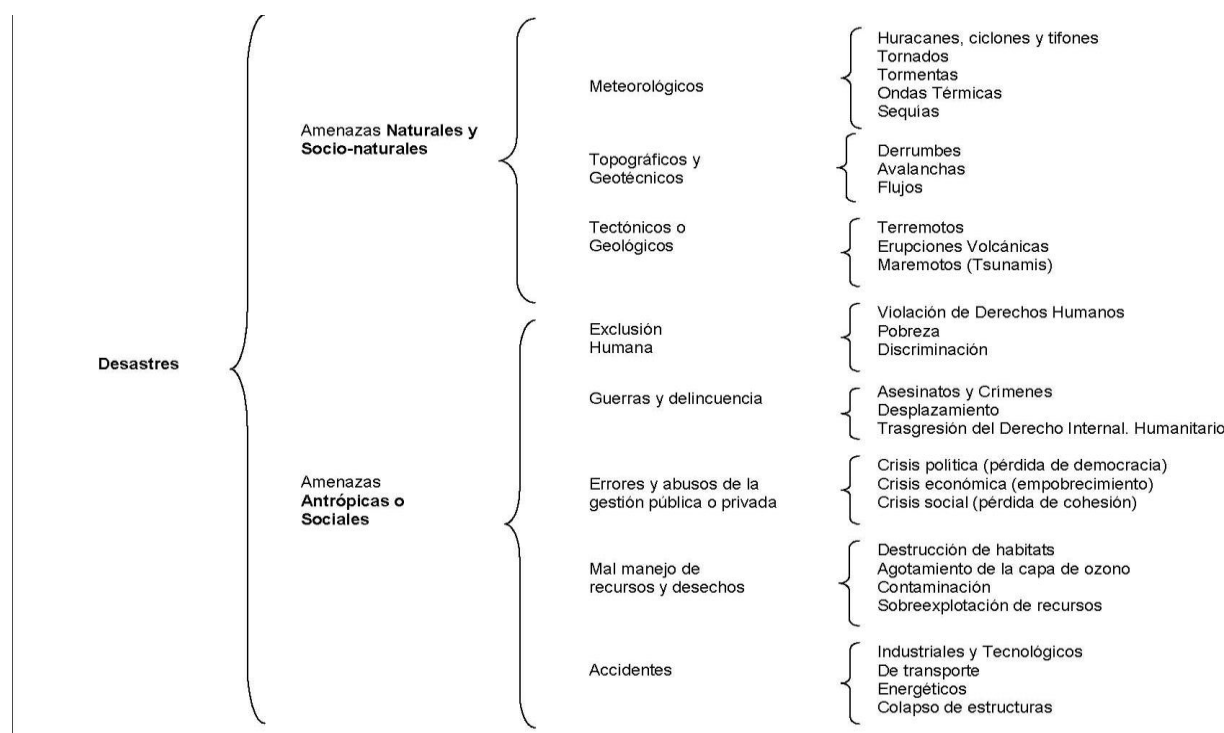 Desastres
Amenazas Naturales y
Socio-naturales
Meteorológicos
Huracanes, ciclones y tifones
Tornados
Tormentas
Ondas Térmicas
Sequias
Topográficos y
Geotécnicos
Derrumbes
Avalanchas
Flujos
Tectónicos o
Geológicos
Terremotos
Erupciones Volcánicas
Maremotos (Tsunamis)
Amenazas
Antrópicas o
Sociales
Exclusión
Humana
Violación de Derechos Humanos
Pobreza
Discriminación
Guerras y delincuencia
Asesinatos y Crimenes
Desplazamiento
Trasgresión del Derecho Internal. Humanitario
Errores y abusos de la
gestión pública o privada
Crisis politica (pérdida de democracia)
Crisis económica (empobrecimiento)
Crisis social (pérdida de cohesión)
Mal manejo de
recursos y desechos
Destrucción de habitats
Agotamiento de la capa de ozono
Contaminación
Sobreexplotación de recursos
Accidentes
Industriales y Tecnológicos
De transporte
Energéticos
Colapso de estructuras